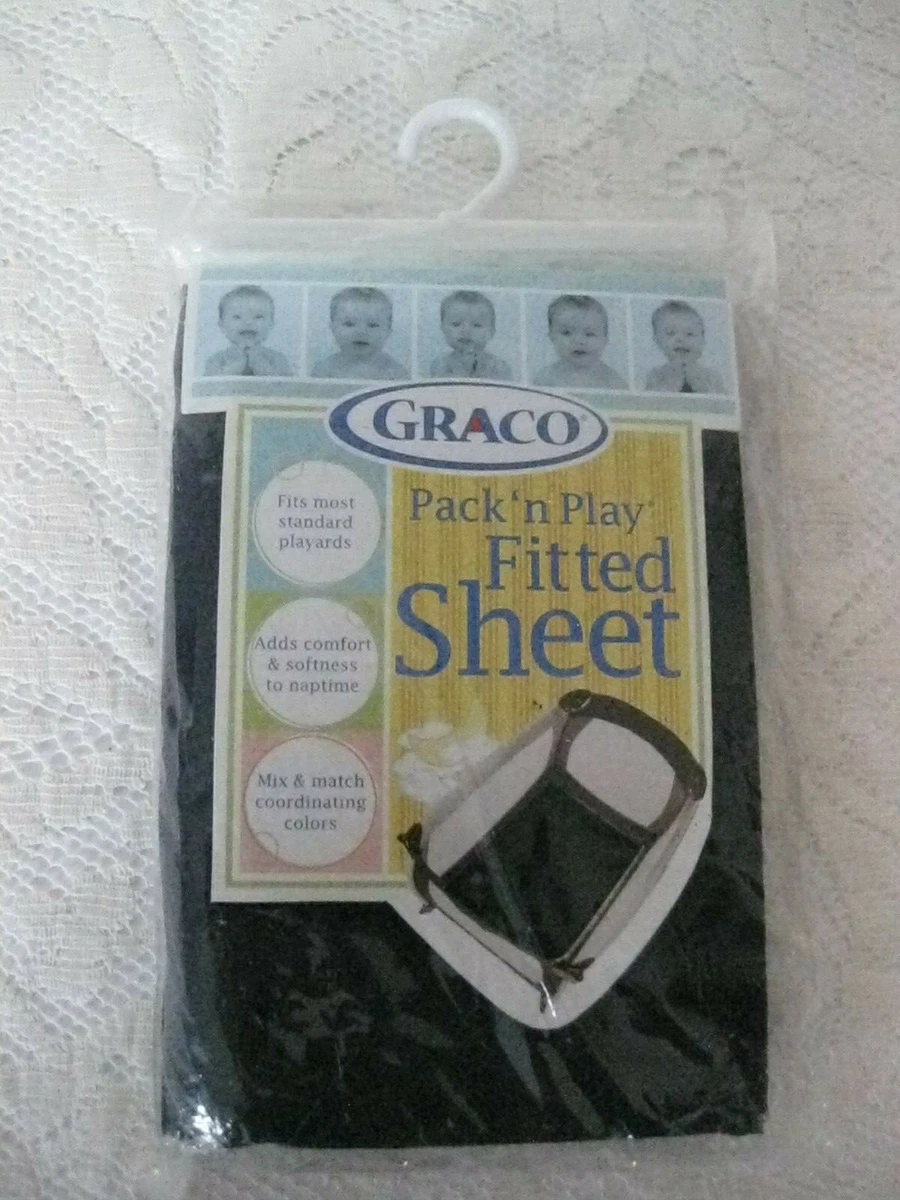 GRACO®
Pack 'n Play®
Fitted
Sheet
Fits most
standard
playards
Adds comfort
& softness
to naptime
Mix & match
coordinating
colors